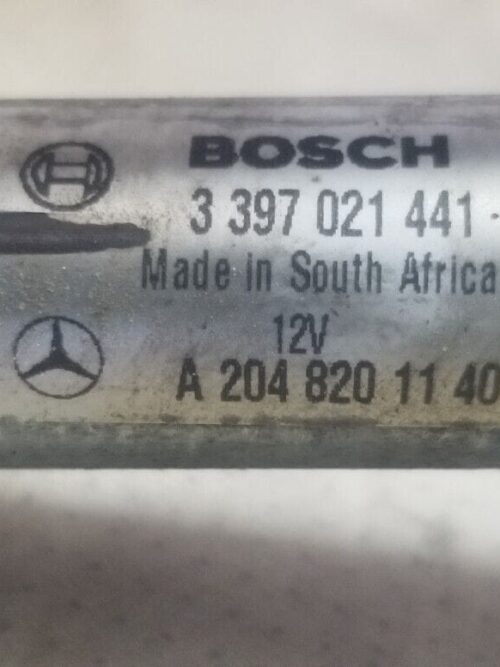 BOSCH
3 397 021 441 -
Made in South Africa
12V
A 204 820 11 40